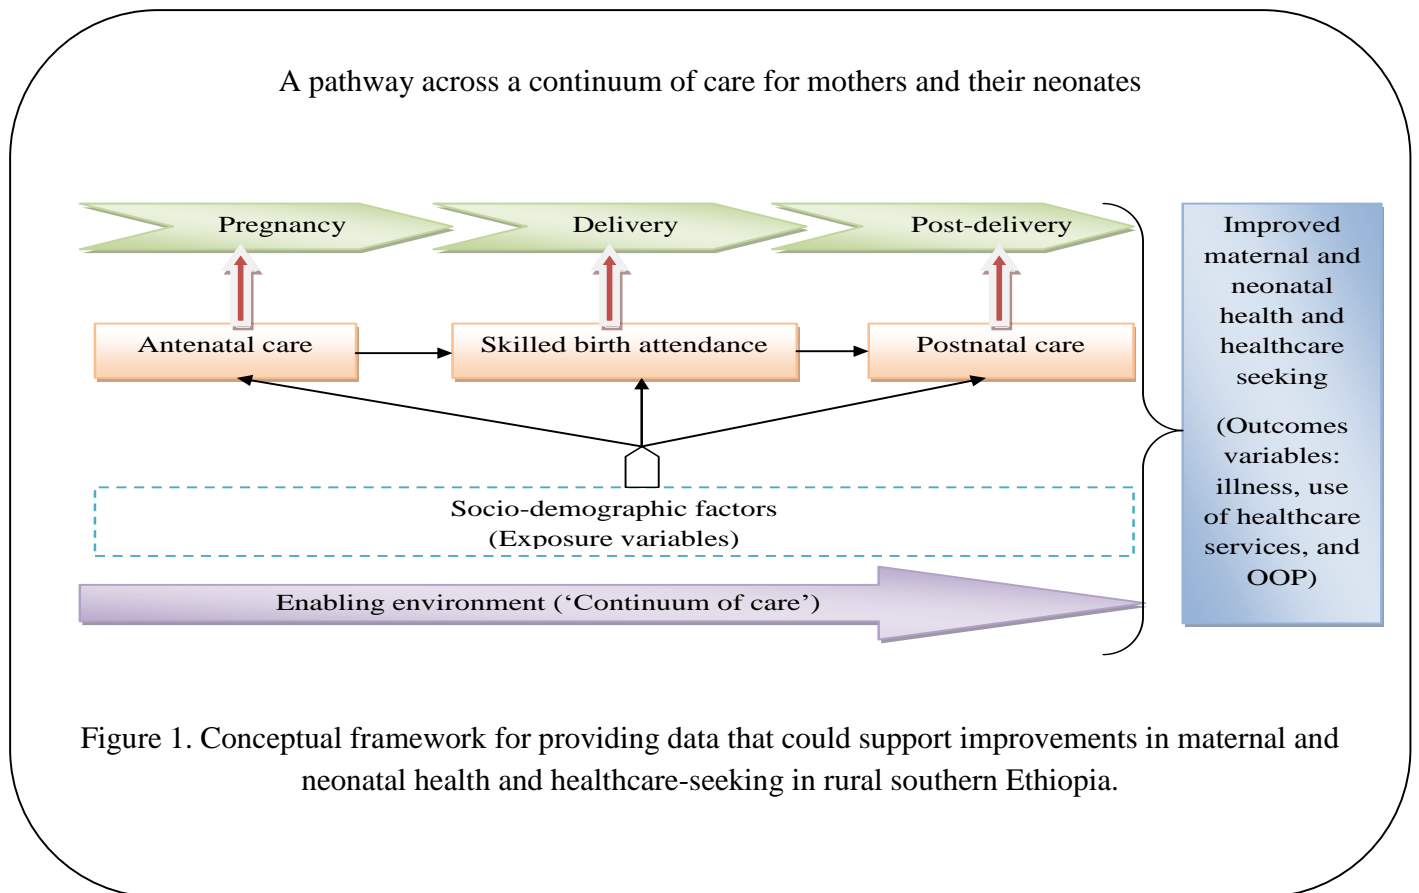 A pathway across a continuum of care for mothers and their neonates
Pregnancy
Delivery
Post-delivery
Antenatal care
Skilled birth attendance
Postnatal care
Socio-demographic factors
(Exposure variables)
Enabling environment (‘Continuum of care’)
Improved
maternal and
neonatal
health and
healthcare
seeking
(Outcomes
variables:
illness, use
of healthcare
services, and
OOP)
Figure 1. Conceptual framework for providing data that could support improvements in maternal and
neonatal health and healthcare-seeking in rural southern Ethiopia.